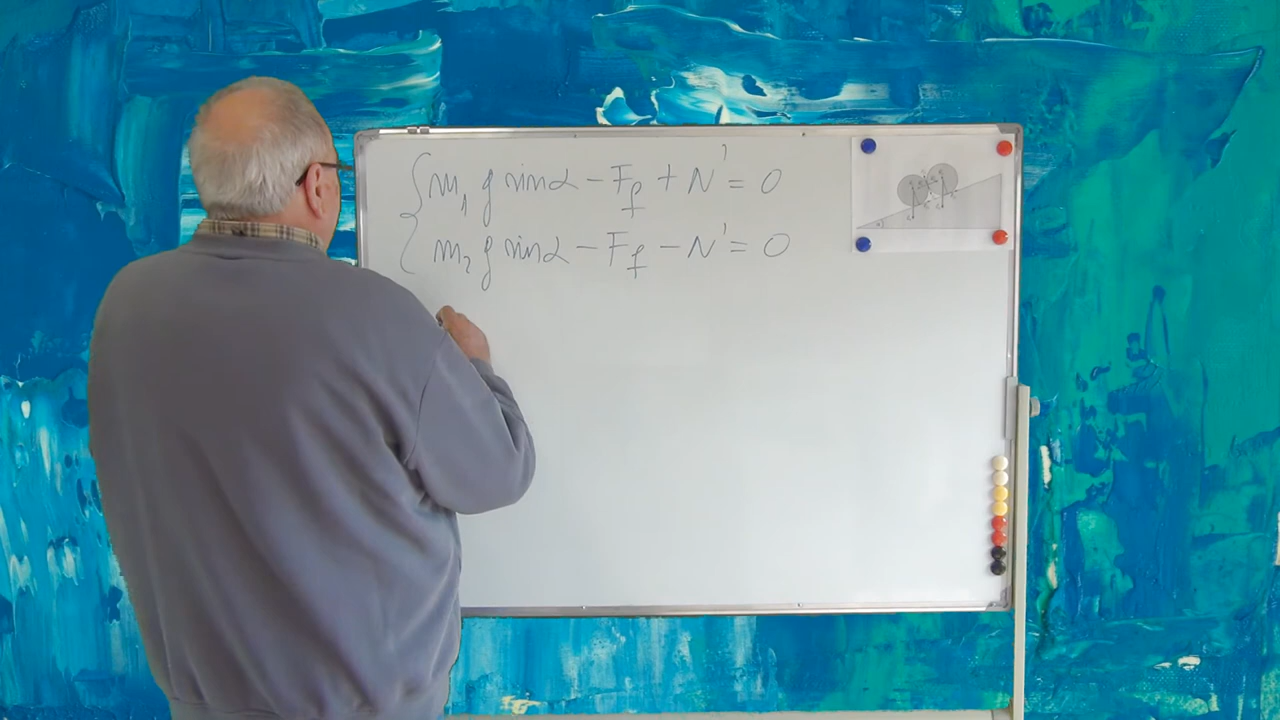 m₁ g sinα − F_f + N' = 0
m₂ g sinα − F_f − N' = 0